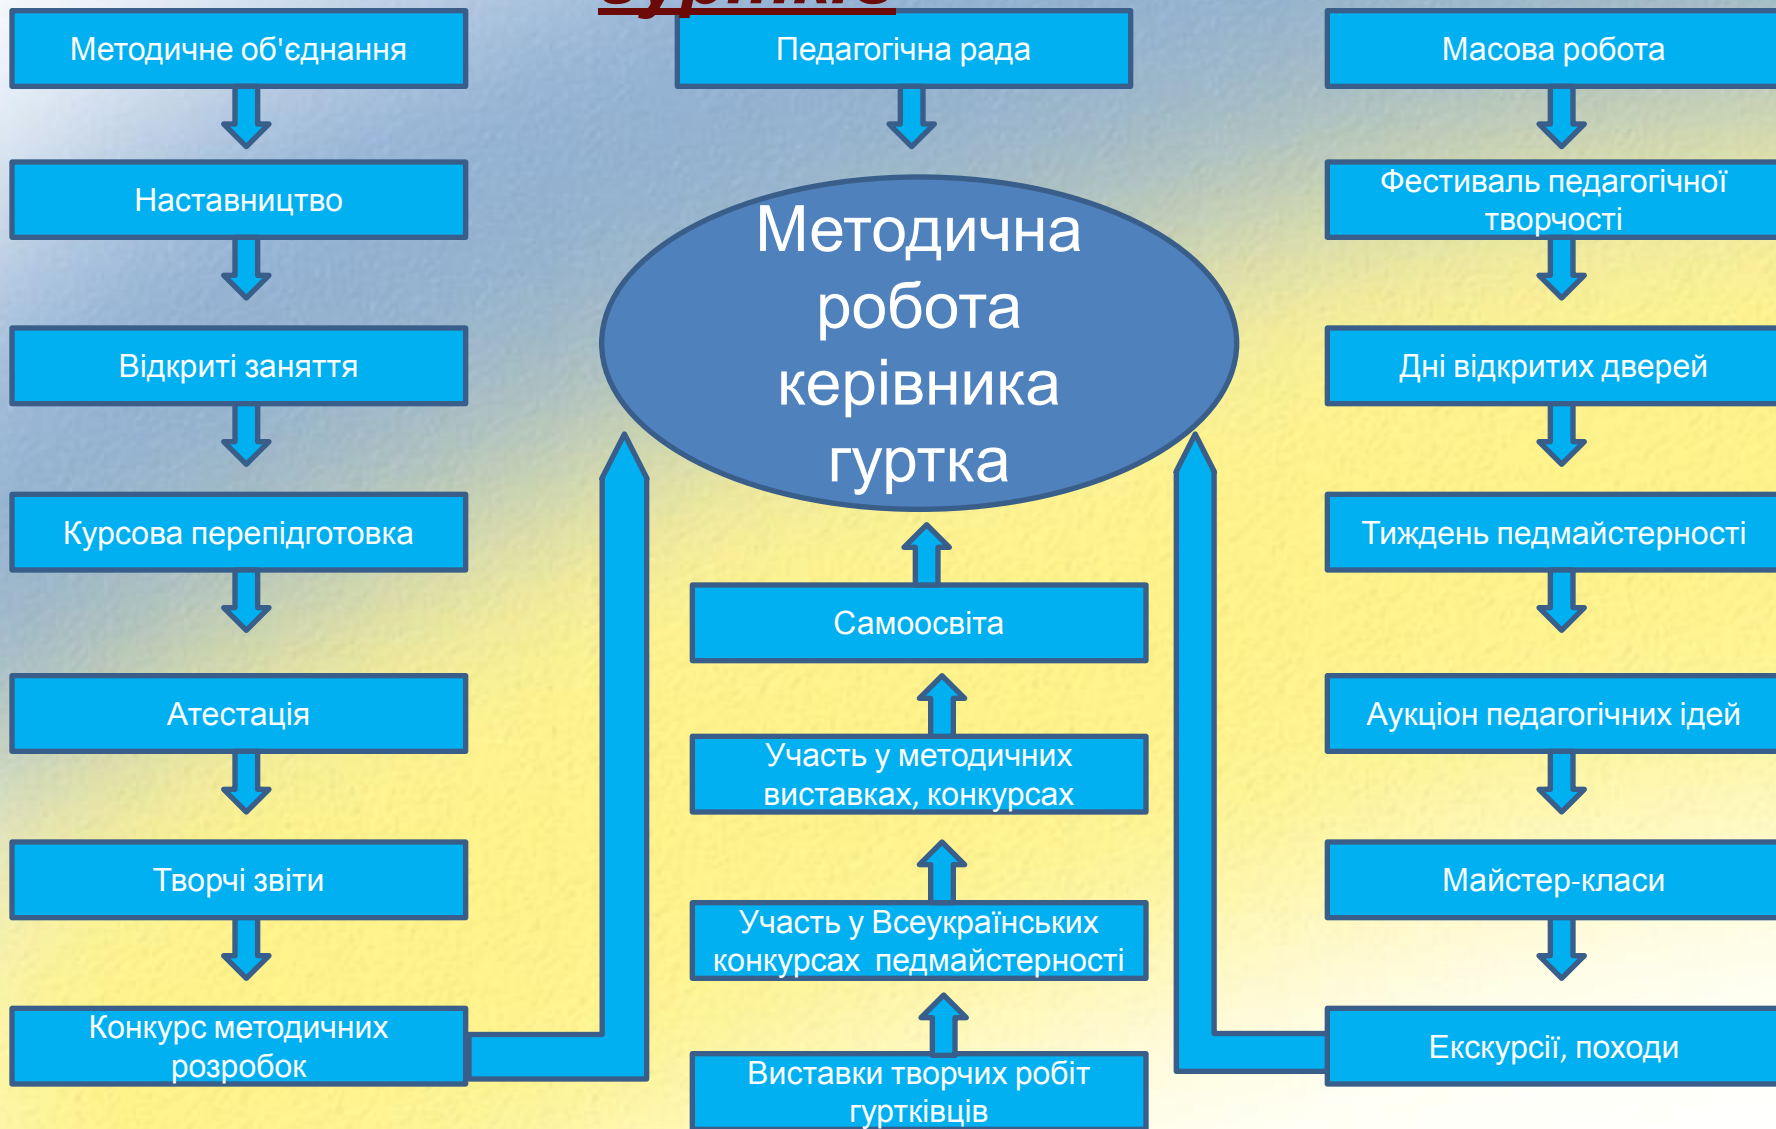 Методичне об'єднання
Наставництво
Відкриті заняття
Курсова перепідготовка
Атестація
Творчі звіти
Конкурс методичних
розробок
Педагогічна рада
Методична
робота
керівника
гуртка
Самоосвіта
Участь у методичних
виставках, конкурсах
Участь у Всеукраїнських
конкурсах  педмайстерності
Виставки творчих робіт
гуртківців
Масова робота
Фестиваль педагогічної
творчості
Дні відкритих дверей
Тиждень педмайстерності
Аукціон педагогічних ідей
Майстер-класи
Екскурсії, походи